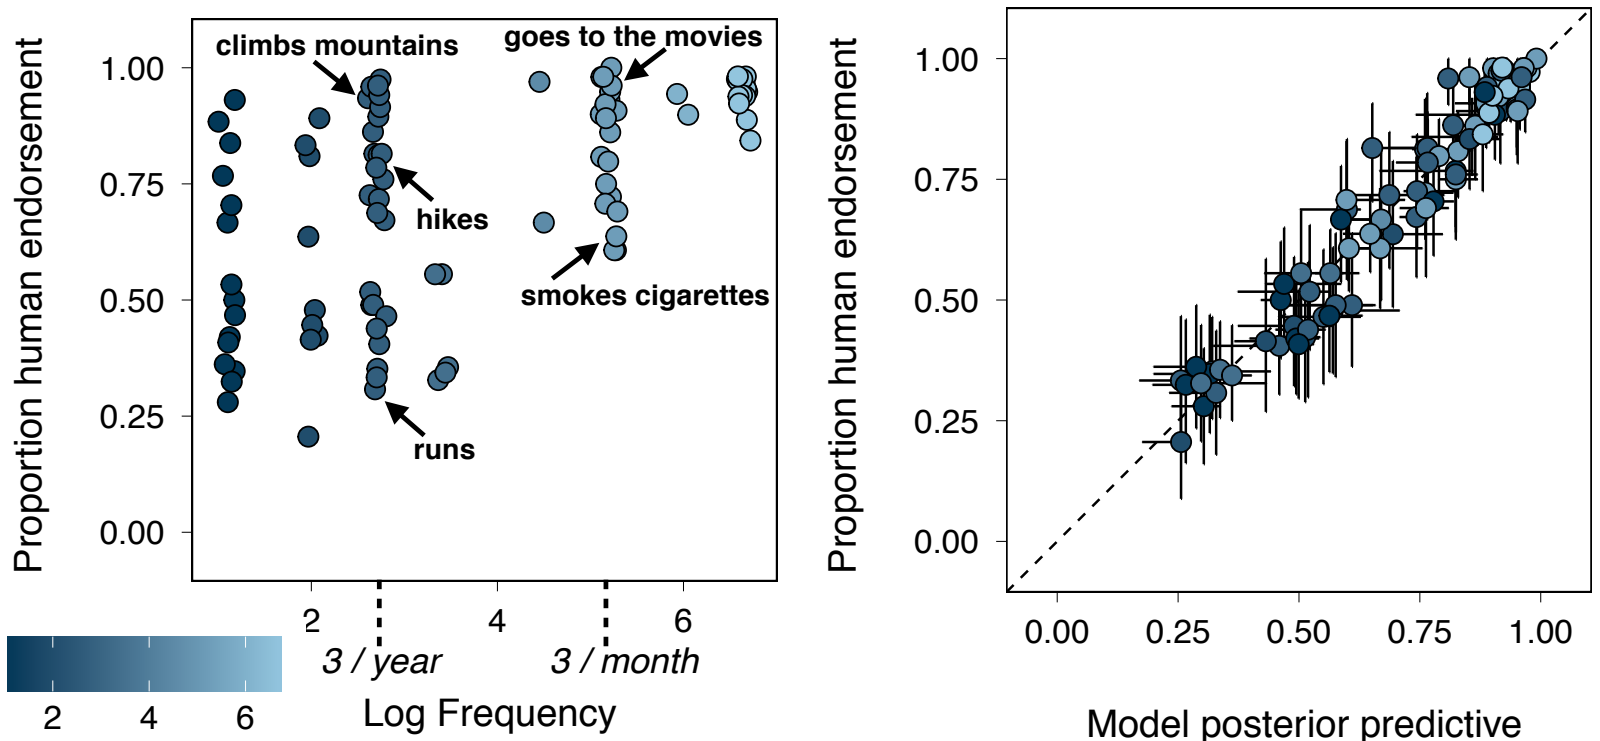 Proportion human endorsement
1.00
0.75
0.50
0.25
0.00
climbs mountains
goes to the movies
hikes
smokes cigarettes
runs
2
4
6
3 / year
3 / month
Log Frequency
2
4
6
Proportion human endorsement
1.00
0.75
0.50
0.25
0.00
0.00
0.25
0.50
0.75
1.00
Model posterior predictive